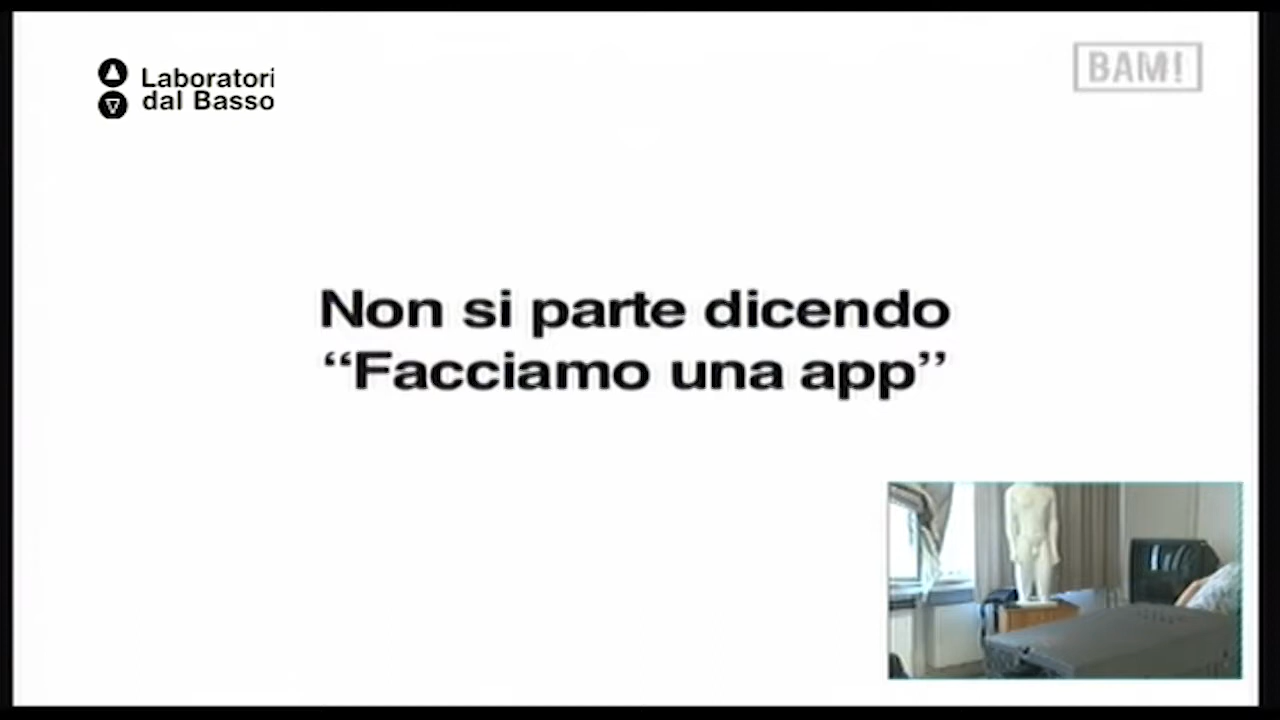 Laboratori
dal Basso
BAM!
Non si parte dicendo
“Facciamo una app”